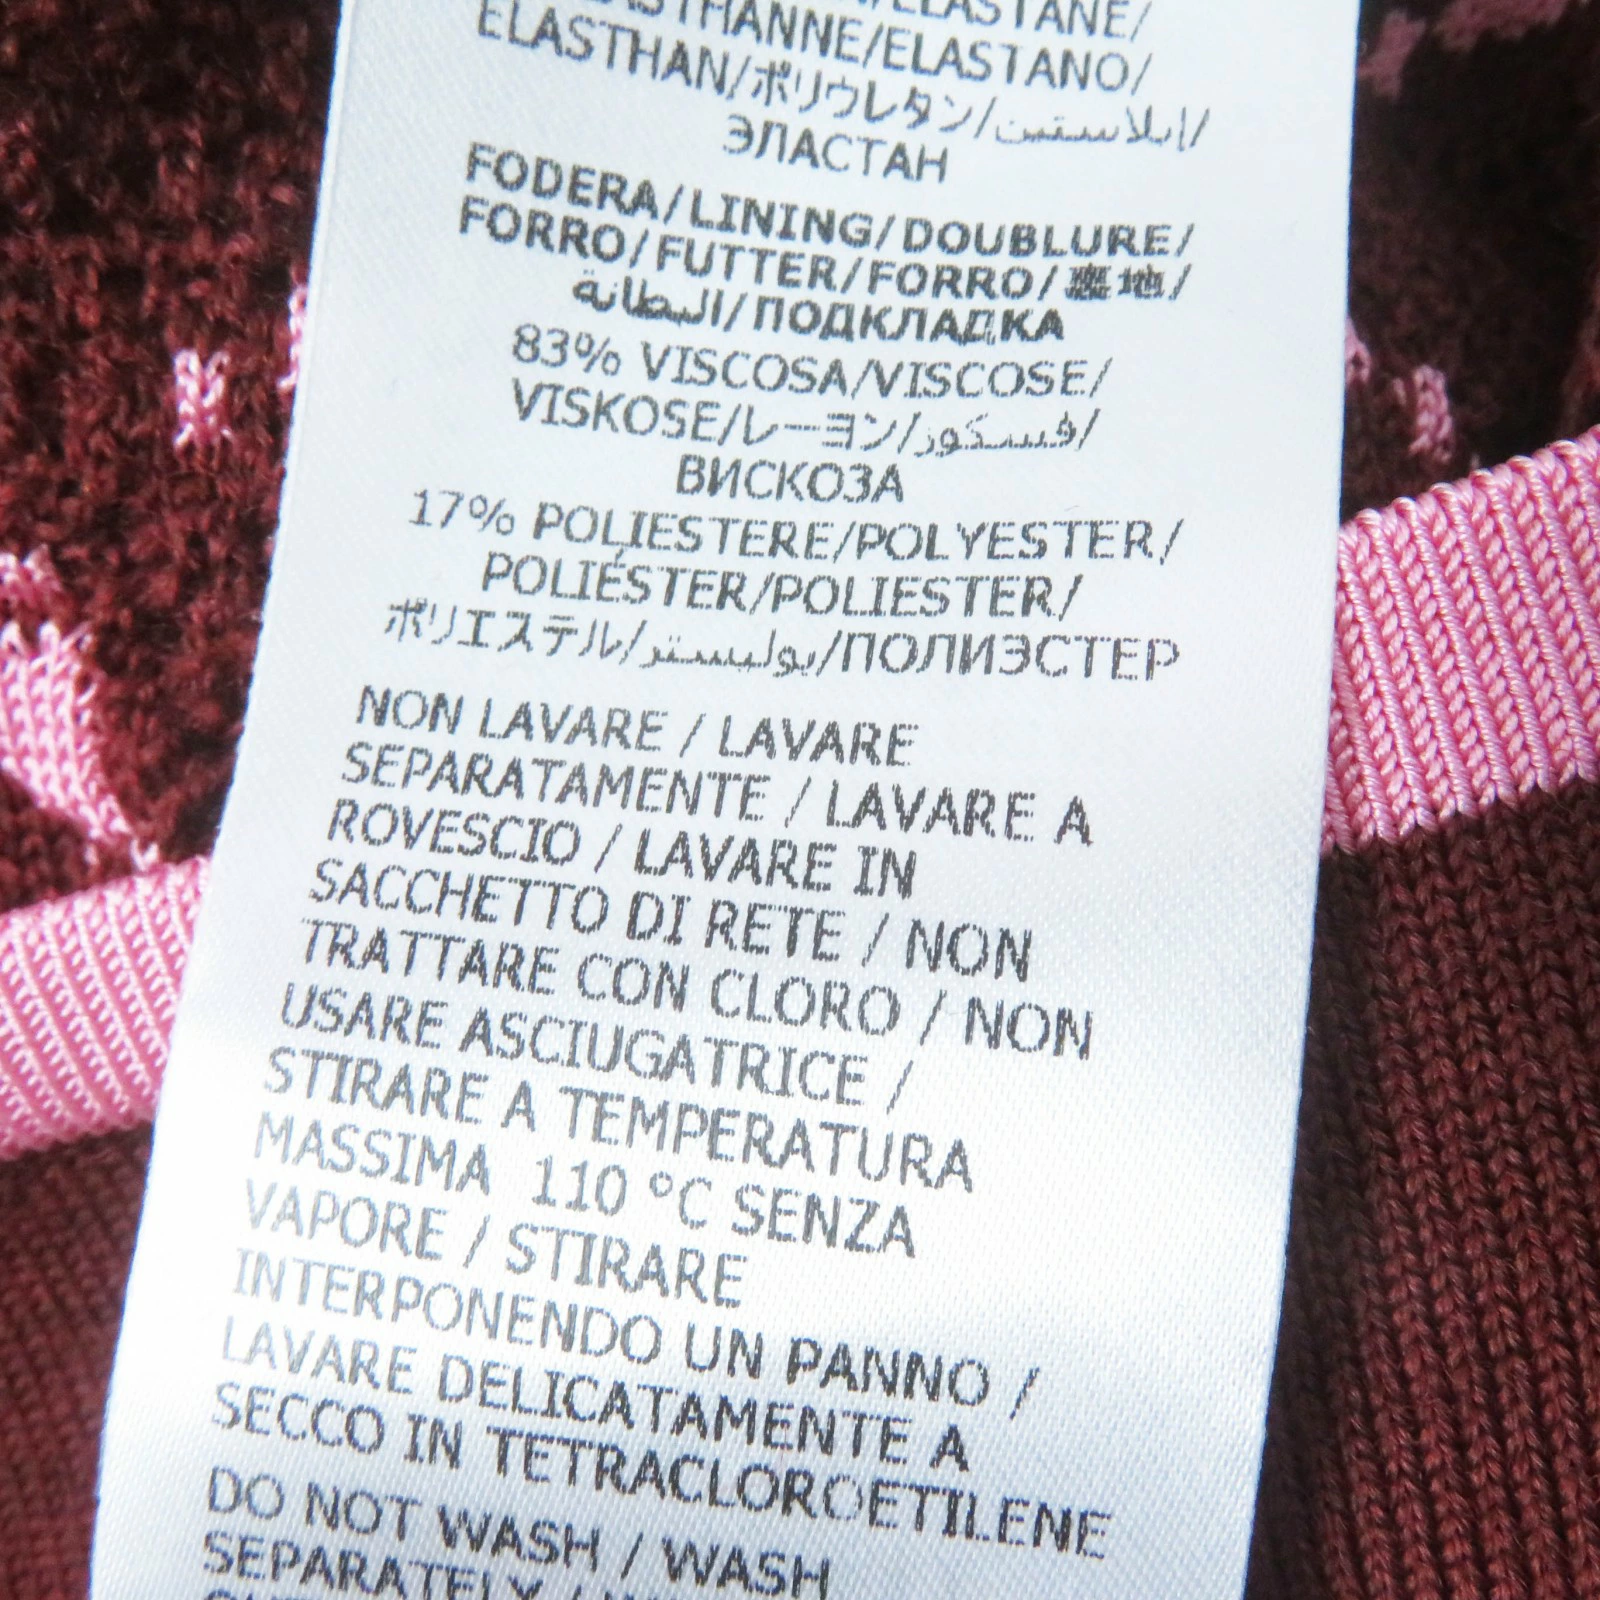 ELASTANE/
ELASTHANNE/ELASTANO/
ELASTHAN/ポリウレタン/إيلاستين/
ЭЛАСТАН
FODERA/LINING/DOUBLURE/
FORRO/FUTTER/FORRO/裏地/
البطانة/ПОДКЛАДКА
83% VISCOSA/VISCOSE/
VISKOSE/レーヨン/فسكوز/
ВИСКОЗА
17% POLIESTERE/POLYESTER/
POLIÉSTER/POLIESTER/
ポリエステル/بوليستر/ПОЛИЭСТЕР
NON LAVARE / LAVARE
SEPARATAMENTE / LAVARE A
ROVESCIO / LAVARE IN
SACCHETTO DI RETE / NON
TRATTARE CON CLORO / NON
USARE ASCIUGATRICE /
STIRARE A TEMPERATURA
MASSIMA 110 °C SENZA
VAPORE / STIRARE
INTERPONENDO UN PANNO /
LAVARE DELICATAMENTE A
SECCO IN TETRACLOROETILENE
DO NOT WASH / WASH
SEPARATELY /